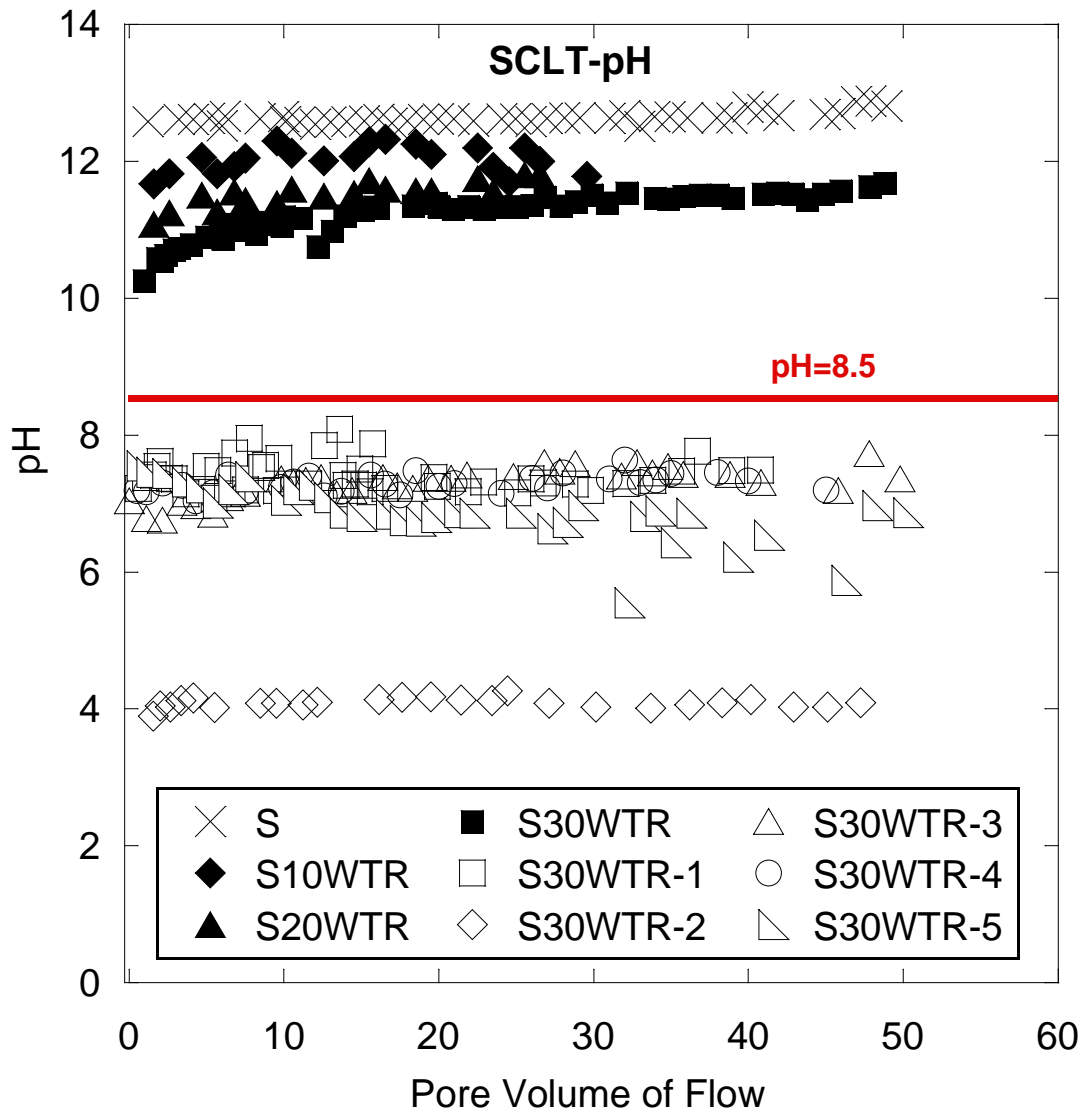 SCLT-pH
14
12
10
8
6
4
2
0
pH
pH=8.5
S S30WTR S30WTR-3
S10WTR S30WTR-1 S30WTR-4
S20WTR S30WTR-2 S30WTR-5
0 10 20 30 40 50 60
Pore Volume of Flow